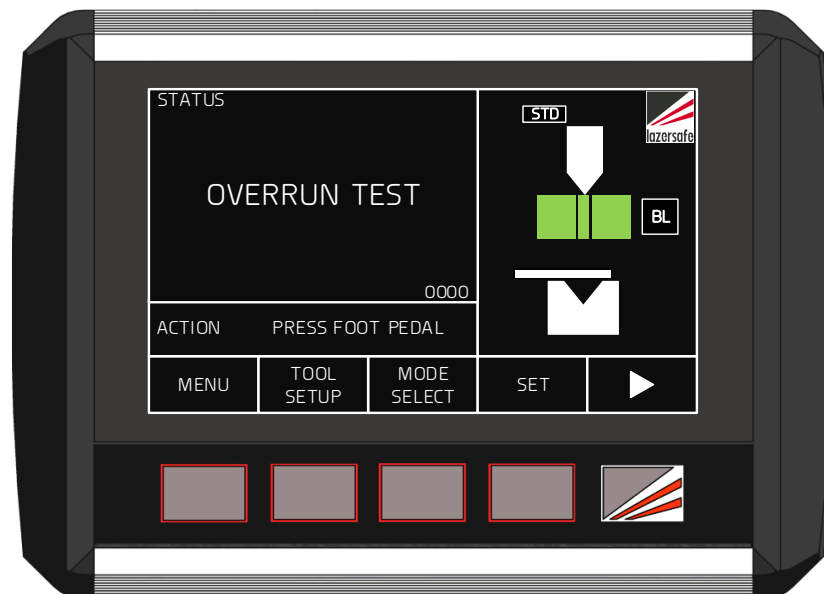 STATUS
OVERRUN TEST
0000
ACTION PRESS FOOT PEDAL
STD
lazersafe
BL
MENU
TOOL
SETUP
MODE
SELECT
SET